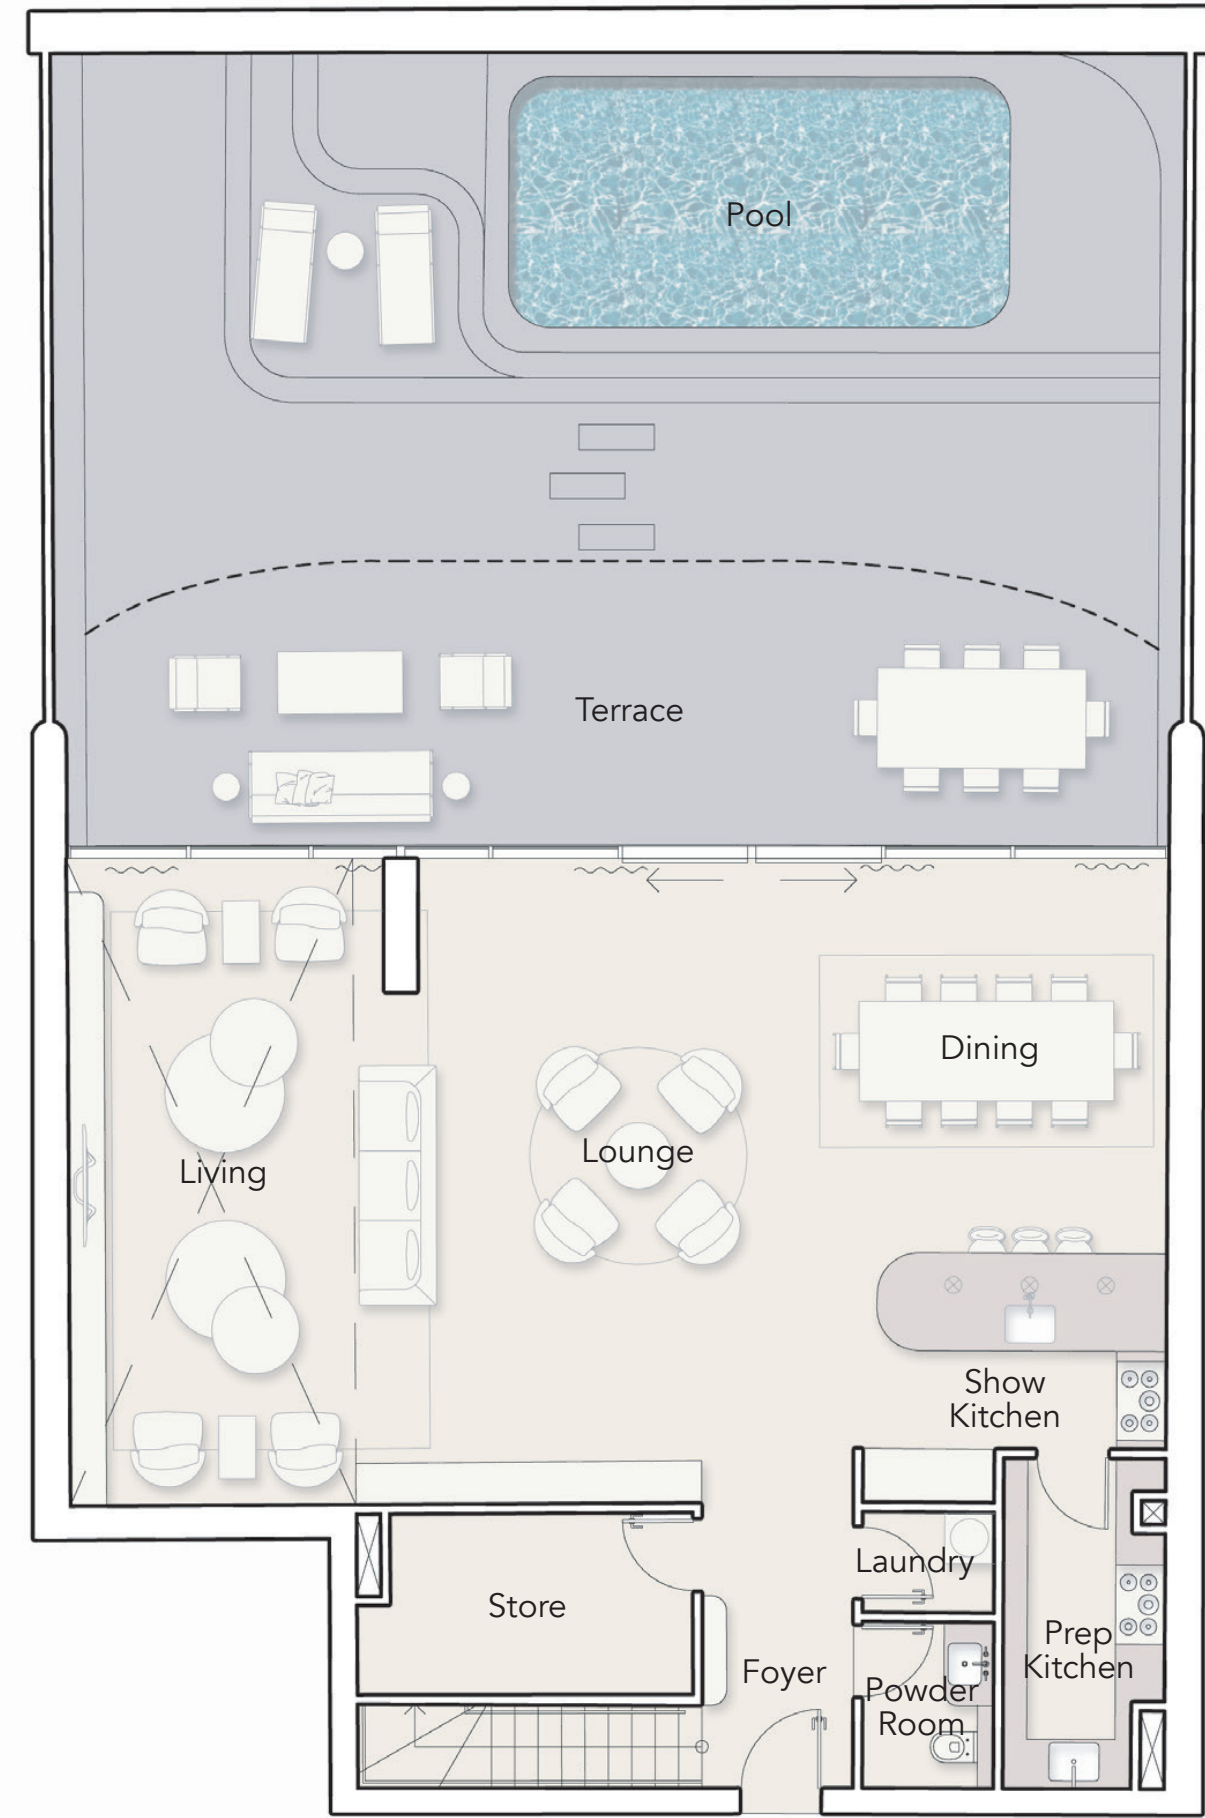 Pool
Terrace
Dining
Lounge
Living
Show
Kitchen
Laundry
Store
Prep
Kitchen
Foyer
Powder
Room